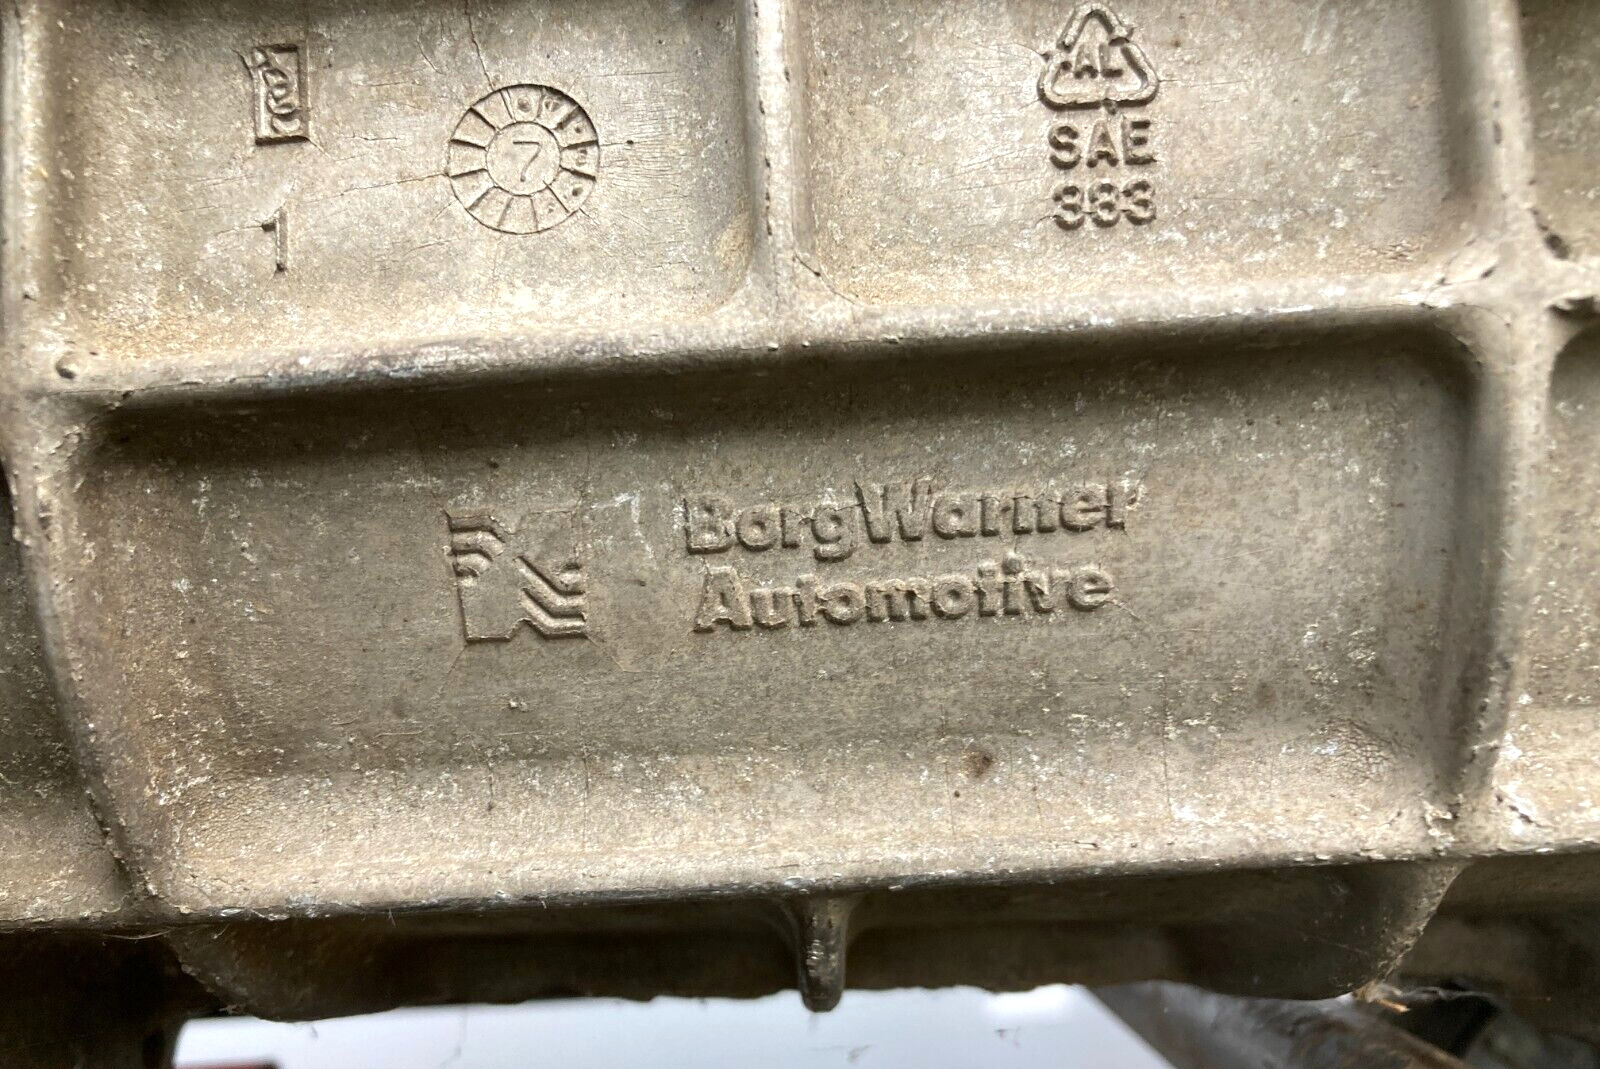 7
1
AL
SAE
383
BorgWarner
Automotive